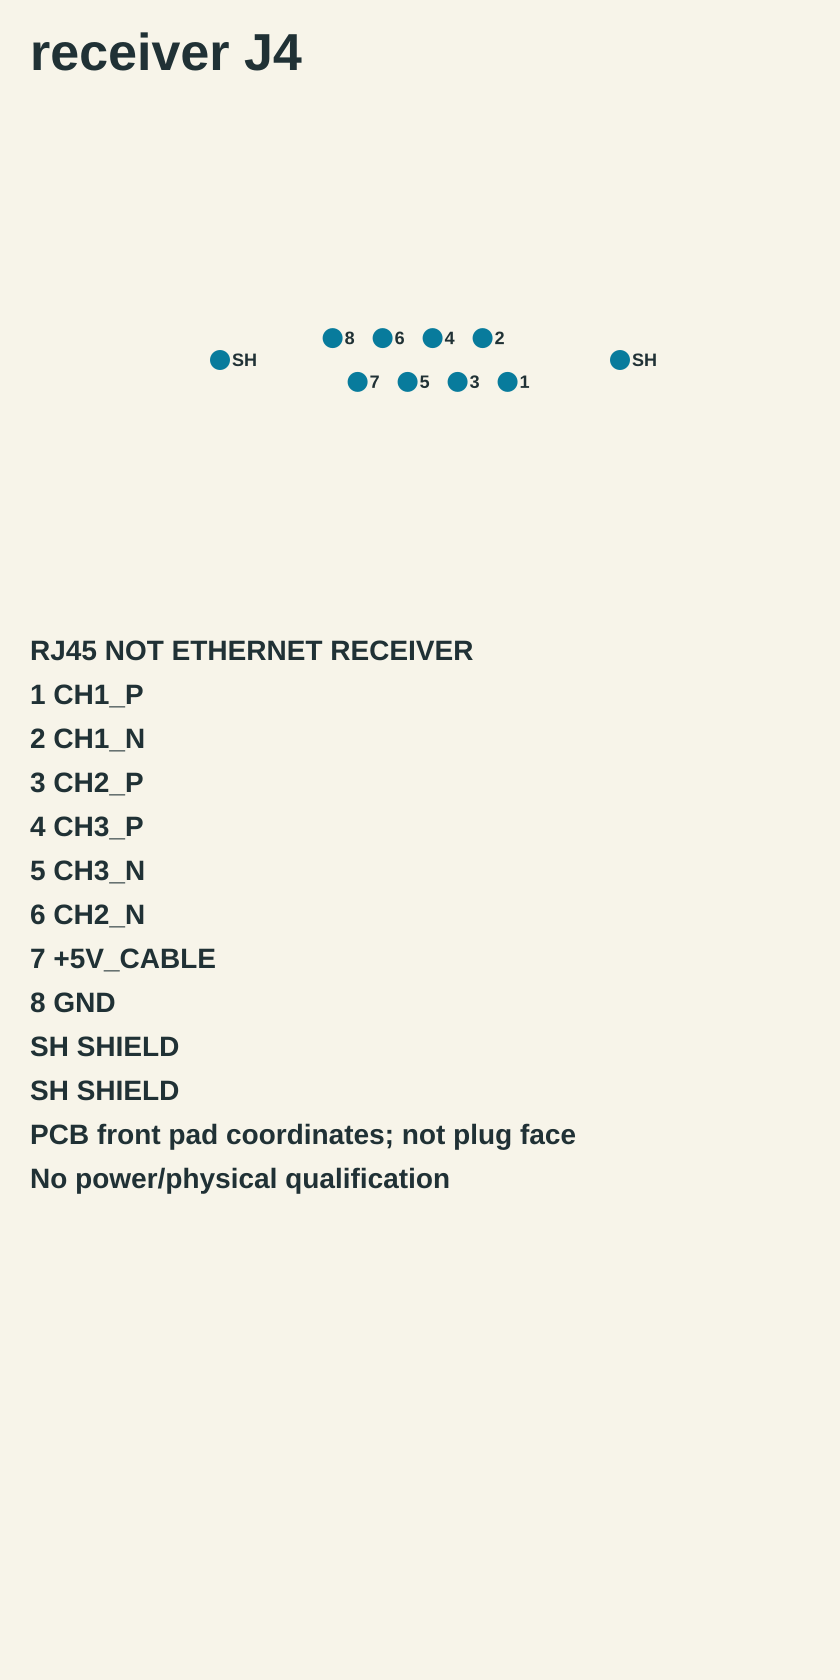 receiver J4
8 6 4 2
SH SH
7 5 3 1
RJ45 NOT ETHERNET RECEIVER
1 CH1_P
2 CH1_N
3 CH2_P
4 CH3_P
5 CH3_N
6 CH2_N
7 +5V_CABLE
8 GND
SH SHIELD
SH SHIELD
PCB front pad coordinates; not plug face
No power/physical qualification